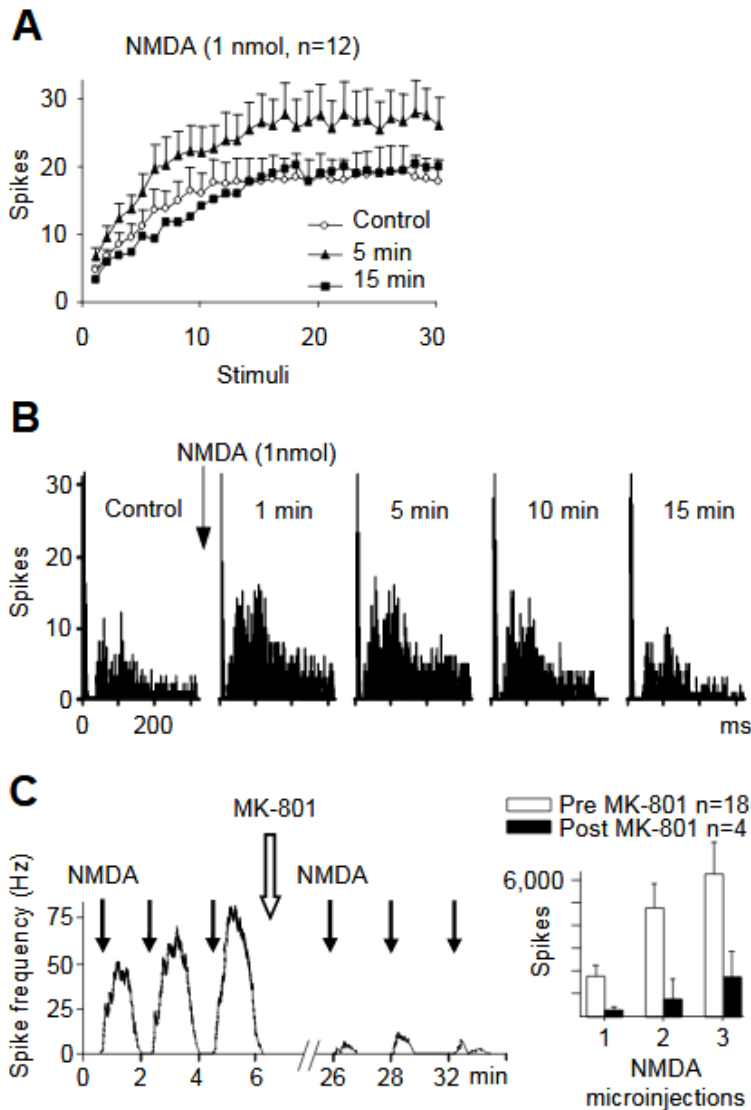 A
NMDA (1 nmol, n=12)
30
20
10
0
Spikes
Control
5 min
15 min
0 10 20 30
Stimuli
B
NMDA (1nmol)
30
20
10
0
Spikes
Control 1 min 5 min 10 min 15 min
0 200 ms
C
MK-801
NMDA NMDA
75
50
25
0
Spike frequency (Hz)
0 2 4 6 26 28 32 min
Pre MK-801 n=18
Post MK-801 n=4
6,000
Spikes
1 2 3
NMDA
microinjections